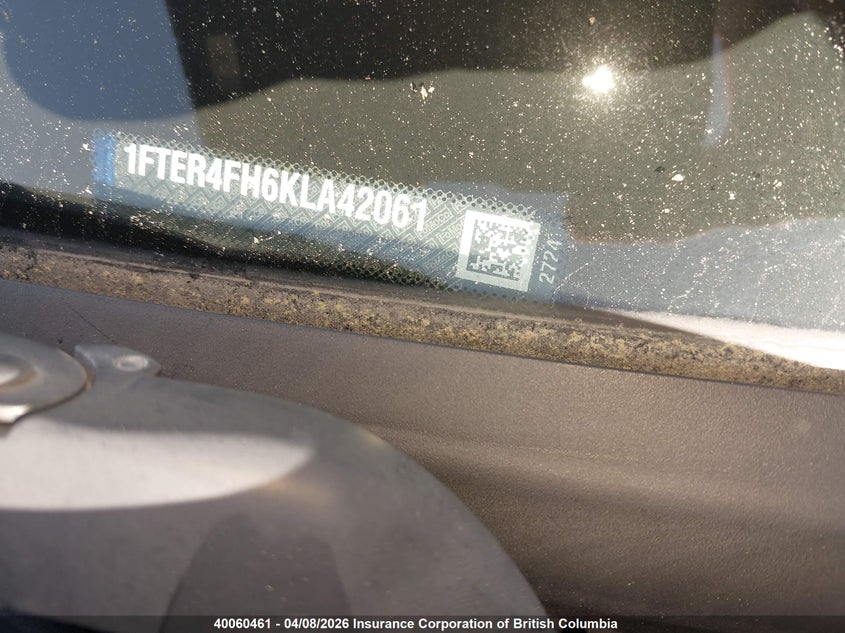 1FTER4FH6KLA42061
2724
40060461 - 04/08/2026 Insurance Corporation of British Columbia